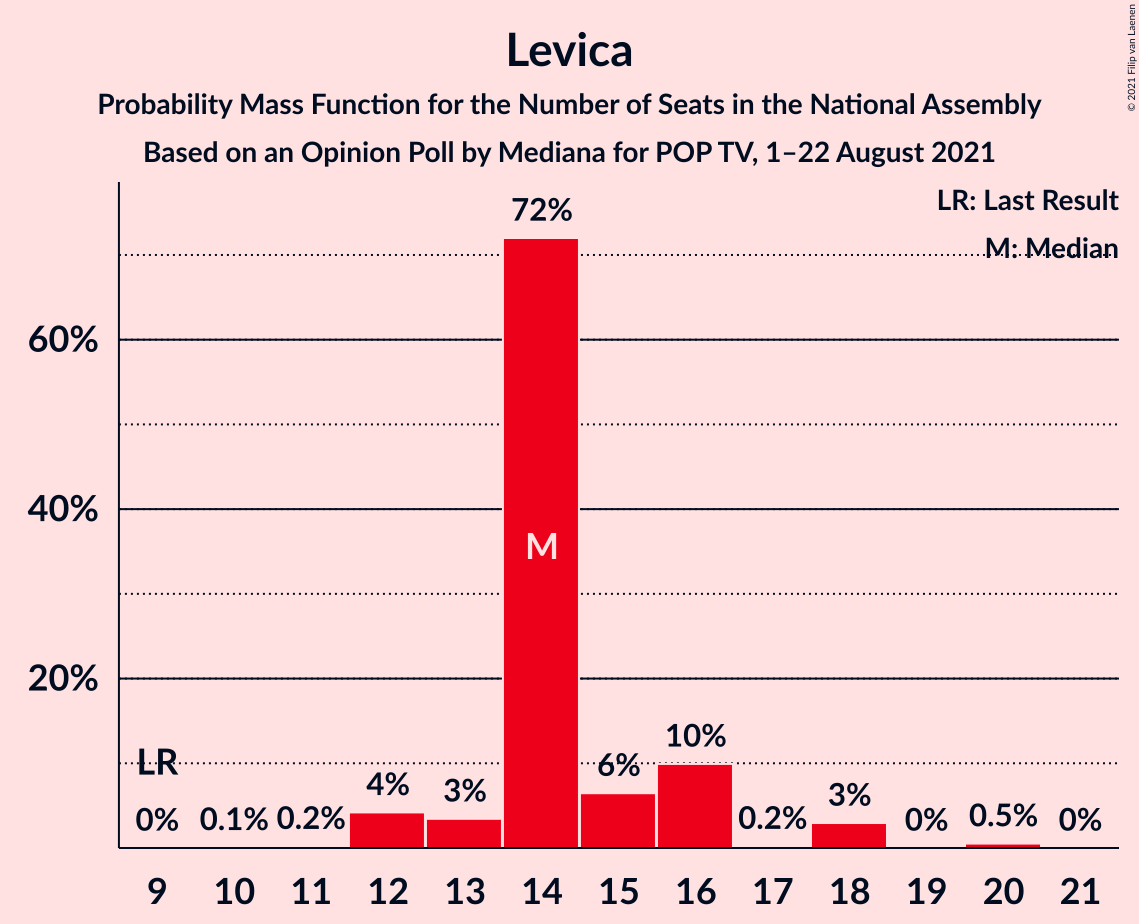 Levica
Probability Mass Function for the Number of Seats in the National Assembly
Based on an Opinion Poll by Mediana for POP TV, 1–22 August 2021
© 2021 Filip van Laenen
LR: Last Result
M: Median
60%
40%
20%
LR
M
0%
0.1%
0.2%
4%
3%
72%
6%
10%
0.2%
3%
0%
0.5%
0%
9 10 11 12 13 14 15 16 17 18 19 20 21